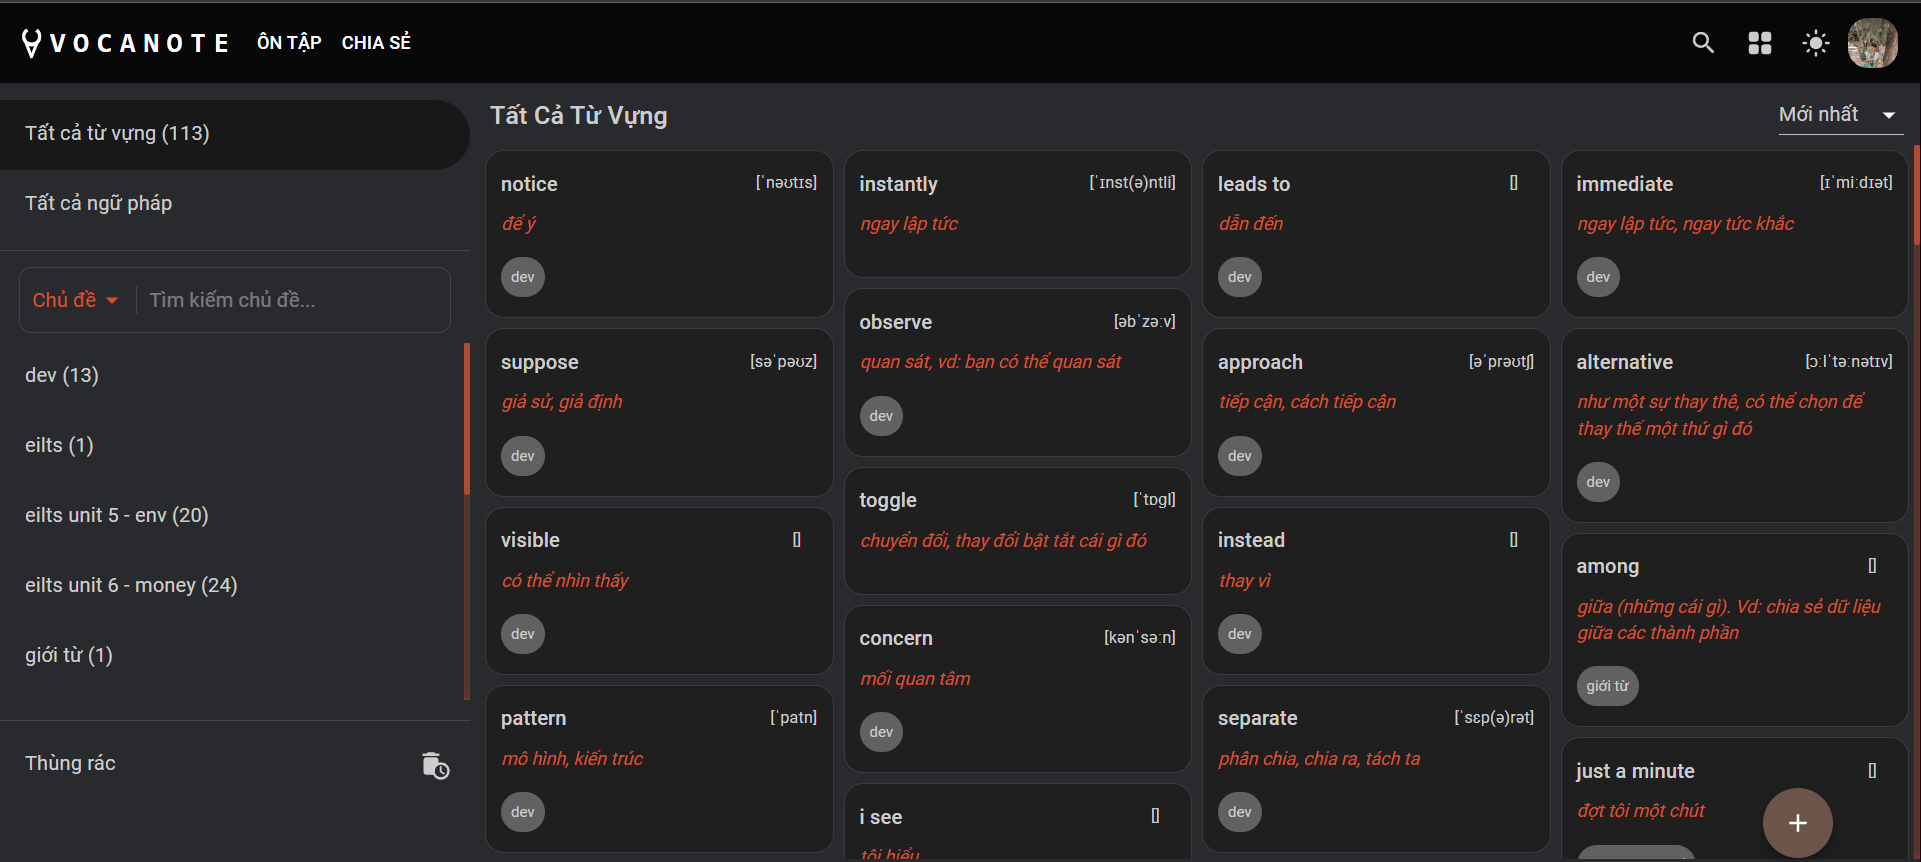 VOCANOTE
ÔN TẬP
CHIA SẺ
Tất cả từ vựng (113)
Tất cả ngữ pháp
Chủ đề
Tìm kiếm chủ đề...
dev (13)
eilts (1)
eilts unit 5 - env (20)
eilts unit 6 - money (24)
giới từ (1)
Thùng rác
Tất Cả Từ Vựng
Mới nhất
notice
[ˈnəʊtɪs]
để ý
dev
suppose
[səˈpəʊz]
giả sử, giả định
dev
visible
[]
có thể nhìn thấy
dev
pattern
[ˈpatn]
mô hình, kiến trúc
dev
instantly
[ˈɪnst(ə)ntli]
ngay lập tức
observe
[əbˈzəːv]
quan sát, vd: bạn có thể quan sát
dev
toggle
[ˈtɒgl]
chuyển đổi, thay đổi bật tắt cái gì đó
concern
[kənˈsəːn]
mối quan tâm
dev
i see
[]
tôi hiểu
leads to
[]
dẫn đến
dev
approach
[əˈprəʊtʃ]
tiếp cận, cách tiếp cận
dev
instead
[]
thay vì
dev
separate
[ˈsɛp(ə)rət]
phân chia, chia ra, tách ta
dev
immediate
[ɪˈmiːdɪət]
ngay lập tức, ngay tức khắc
dev
alternative
[ɔːlˈtəːnətɪv]
như một sự thay thê, có thể chọn để
thay thế một thứ gì đó
dev
among
[]
giữa (những cái gì). Vd: chia sẻ dữ liệu
giữa các thành phần
giới từ
just a minute
[]
đợt tôi một chút